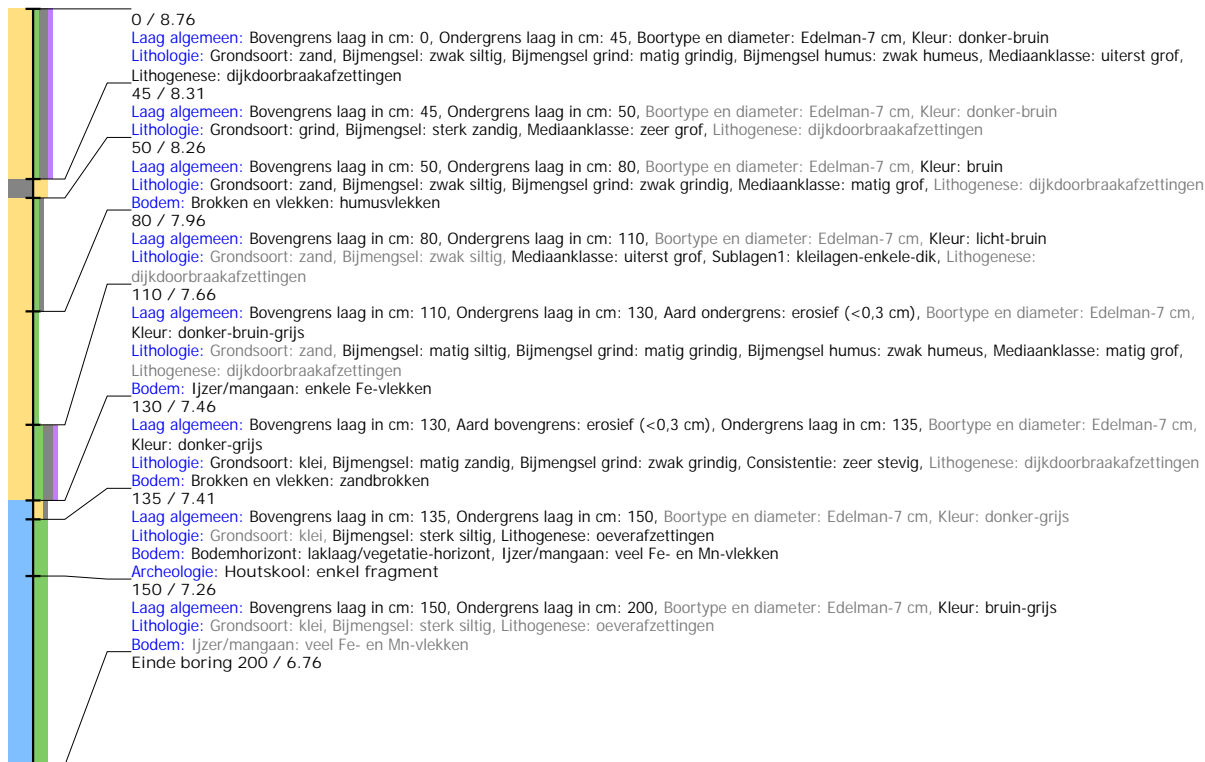 0 / 8.76
Laag algemeen: Bovengrens laag in cm: 0, Ondergrens laag in cm: 45, Boortype en diameter: Edelman-7 cm, Kleur: donker-bruin
Lithologie: Grondsoort: zand, Bijmengsel: zwak siltig, Bijmengsel grind: matig grindig, Bijmengsel humus: zwak humeus, Mediaanklasse: uiterst grof,
Lithogenese: dijkdoorbraakafzettingen
45 / 8.31
Laag algemeen: Bovengrens laag in cm: 45, Ondergrens laag in cm: 50, Boortype en diameter: Edelman-7 cm, Kleur: donker-bruin
Lithologie: Grondsoort: grind, Bijmengsel: sterk zandig, Mediaanklasse: zeer grof, Lithogenese: dijkdoorbraakafzettingen
50 / 8.26
Laag algemeen: Bovengrens laag in cm: 50, Ondergrens laag in cm: 80, Boortype en diameter: Edelman-7 cm, Kleur: bruin
Lithologie: Grondsoort: zand, Bijmengsel: zwak siltig, Bijmengsel grind: zwak grindig, Mediaanklasse: matig grof, Lithogenese: dijkdoorbraakafzettingen
Bodem: Brokken en vlekken: humusvlekken
80 / 7.96
Laag algemeen: Bovengrens laag in cm: 80, Ondergrens laag in cm: 110, Boortype en diameter: Edelman-7 cm, Kleur: licht-bruin
Lithologie: Grondsoort: zand, Bijmengsel: zwak siltig, Mediaanklasse: uiterst grof, Sublagen1: kleilagen-enkele-dik, Lithogenese:
dijkdoorbraakafzettingen
110 / 7.66
Laag algemeen: Bovengrens laag in cm: 110, Ondergrens laag in cm: 130, Aard ondergrens: erosief (<0,3 cm), Boortype en diameter: Edelman-7 cm,
Kleur: donker-bruin-grijs
Lithologie: Grondsoort: zand, Bijmengsel: matig siltig, Bijmengsel grind: matig grindig, Bijmengsel humus: zwak humeus, Mediaanklasse: matig grof,
Lithogenese: dijkdoorbraakafzettingen
Bodem: Ijzer/mangaan: enkele Fe-vlekken
130 / 7.46
Laag algemeen: Bovengrens laag in cm: 130, Aard bovengrens: erosief (<0,3 cm), Ondergrens laag in cm: 135, Boortype en diameter: Edelman-7 cm,
Kleur: donker-grijs
Lithologie: Grondsoort: klei, Bijmengsel: matig zandig, Bijmengsel grind: zwak grindig, Consistentie: zeer stevig, Lithogenese: dijkdoorbraakafzettingen
Bodem: Brokken en vlekken: zandbrokken
135 / 7.41
Laag algemeen: Bovengrens laag in cm: 135, Ondergrens laag in cm: 150, Boortype en diameter: Edelman-7 cm, Kleur: donker-grijs
Lithologie: Grondsoort: klei, Bijmengsel: sterk siltig, Lithogenese: oeverafzettingen
Bodem: Bodemhorizont: laklaag/vegetatie-horizont, Ijzer/mangaan: veel Fe- en Mn-vlekken
Archeologie: Houtskool: enkel fragment
150 / 7.26
Laag algemeen: Bovengrens laag in cm: 150, Ondergrens laag in cm: 200, Boortype en diameter: Edelman-7 cm, Kleur: bruin-grijs
Lithologie: Grondsoort: klei, Bijmengsel: sterk siltig, Lithogenese: oeverafzettingen
Bodem: Ijzer/mangaan: veel Fe- en Mn-vlekken
Einde boring 200 / 6.76